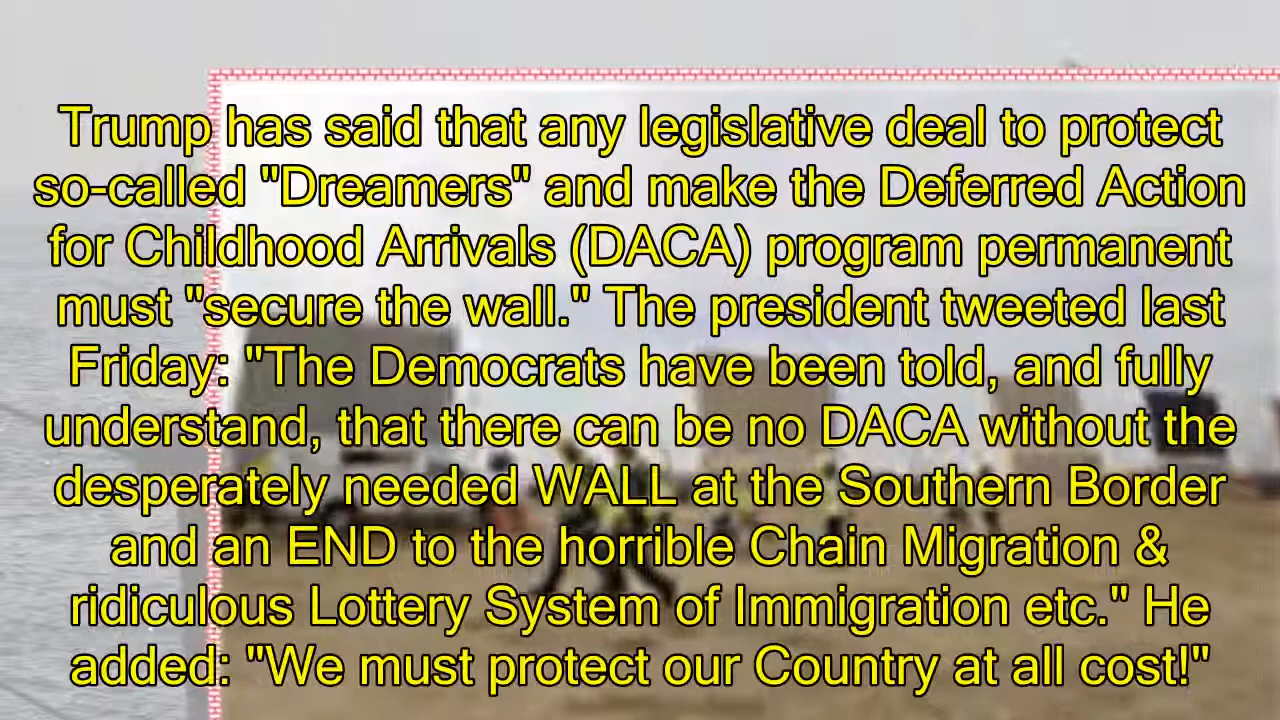 Trump has said that any legislative deal to protect
so-called "Dreamers" and make the Deferred Action
for Childhood Arrivals (DACA) program permanent
must "secure the wall." The president tweeted last
Friday: "The Democrats have been told, and fully
understand, that there can be no DACA without the
desperately needed WALL at the Southern Border
and an END to the horrible Chain Migration &
ridiculous Lottery System of Immigration etc." He
added: "We must protect our Country at all cost!"